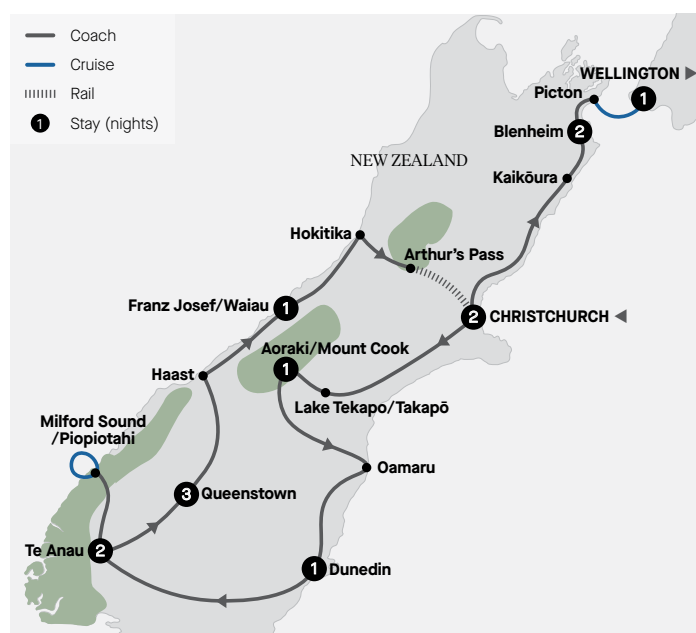 Coach
Cruise
Rail
1 Stay (nights)
WELLINGTON
Picton
1
Blenheim 2
NEW ZEALAND
Kaikōura
Hokitika
Arthur's Pass
Franz Josef/Waiau 1
2 CHRISTCHURCH
Aoraki/Mount Cook
1
Haast
Lake Tekapo/Takapō
Milford Sound
/Piopiotahi
Oamaru
3 Queenstown
Te Anau 2
1 Dunedin